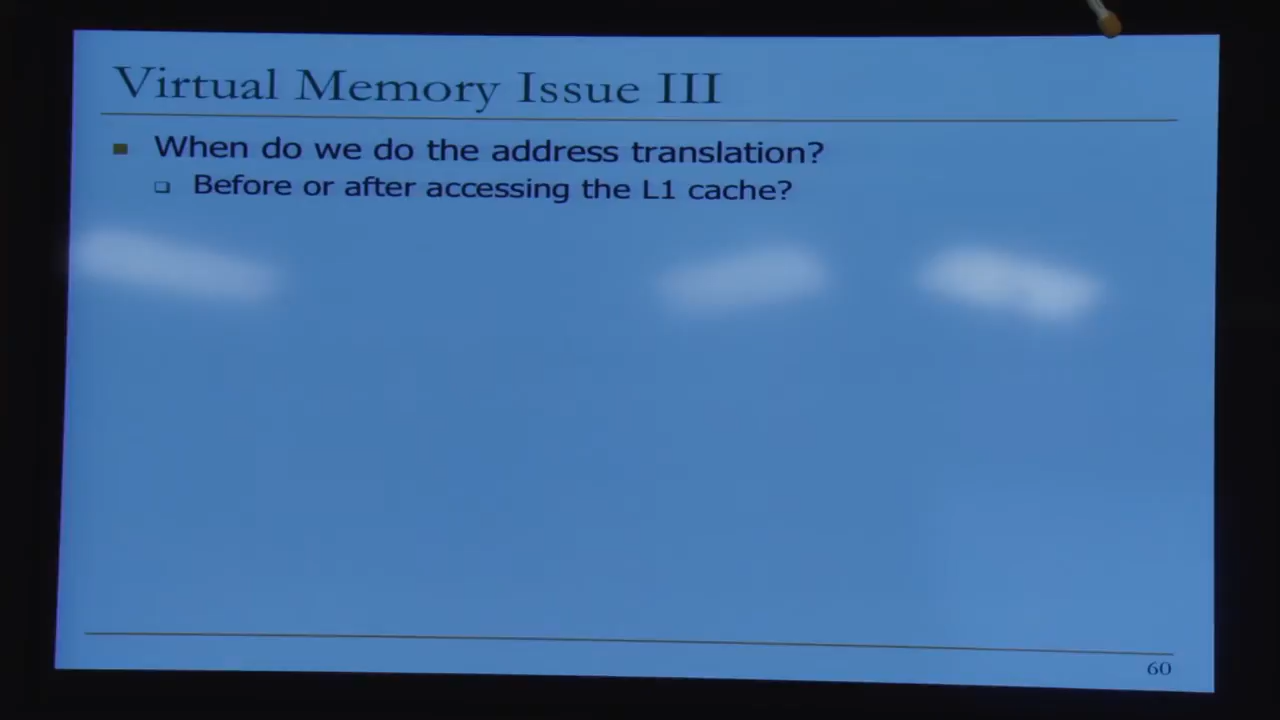 Virtual Memory Issue III
When do we do the address translation?
Before or after accessing the L1 cache?
60